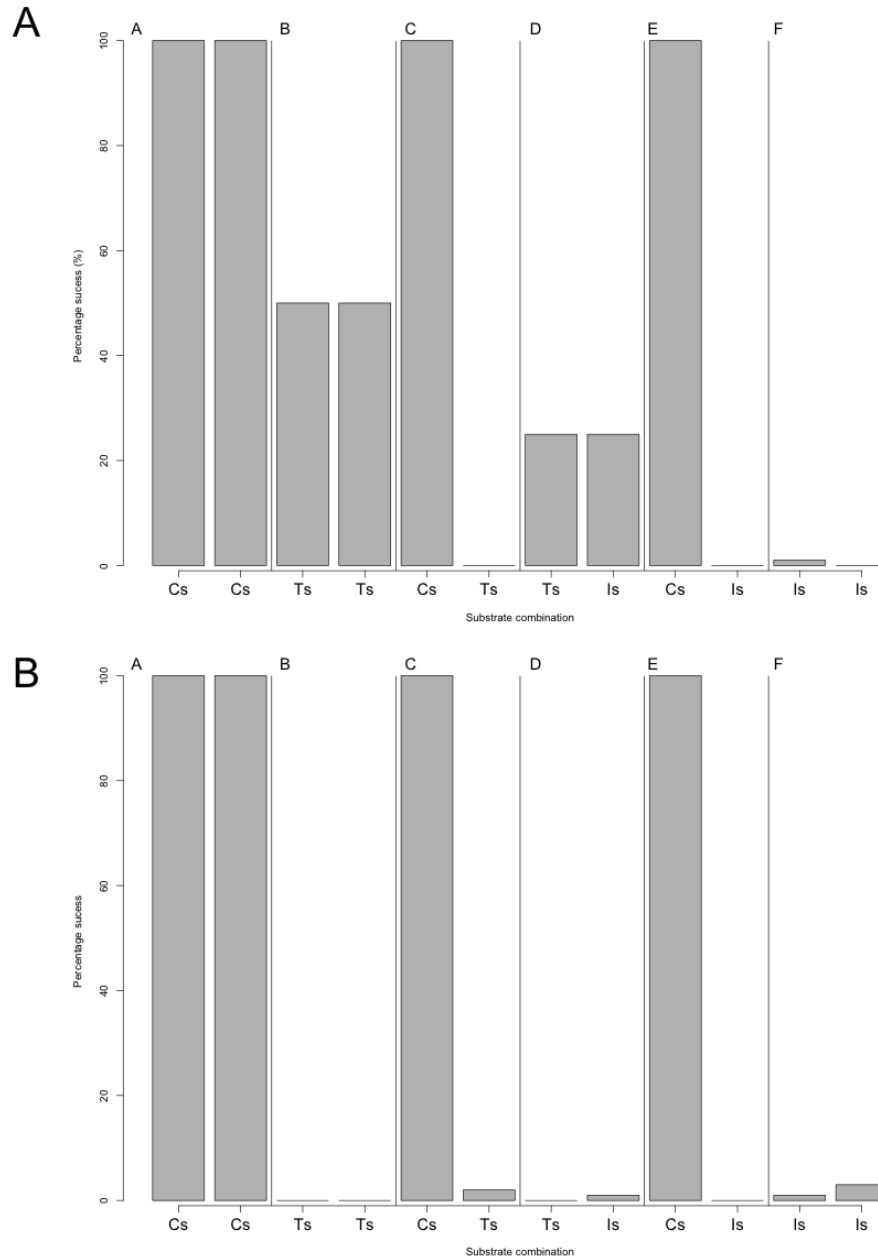 A
A B C D E F
100
80
60
40
20
0
Percentage sucess (%)
Cs Cs Ts Ts Cs Ts Ts Is Cs Is Is Is
Substrate combination
B
A B C D E F
100
80
60
40
20
0
Percentage sucess
Cs Cs Ts Ts Cs Ts Ts Is Cs Is Is Is
Substrate combination